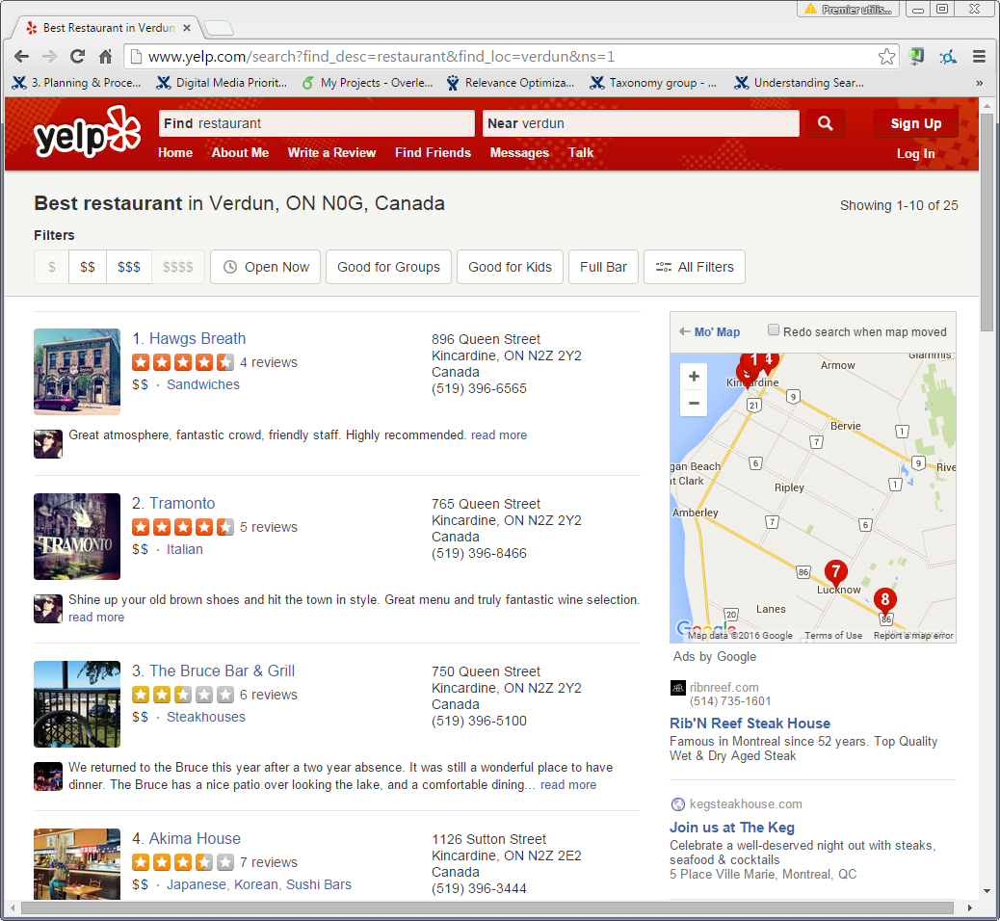 Premier utilis...
Best Restaurant in Verdun
www.yelp.com/search?find_desc=restaurant&find_loc=verdun&ns=1
3. Planning & Proce...
Digital Media Priorit...
My Projects - Overle...
Relevance Optimiza...
Taxonomy group - ...
Understanding Sear...
»
yelp
Find restaurant
Near verdun
Sign Up
Home
About Me
Write a Review
Find Friends
Messages
Talk
Log In
Best restaurant in Verdun, ON N0G, Canada
Showing 1-10 of 25
Filters
$
$$
$$$
$$$$
Open Now
Good for Groups
Good for Kids
Full Bar
All Filters
1. Hawgs Breath
4 reviews
$$ · Sandwiches
896 Queen Street
Kincardine, ON N2Z 2Y2
Canada
(519) 396-6565
Great atmosphere, fantastic crowd, friendly staff. Highly recommended. read more
2. Tramonto
5 reviews
$$ · Italian
765 Queen Street
Kincardine, ON N2Z 2Y2
Canada
(519) 396-8466
TRAMONTO
Shine up your old brown shoes and hit the town in style. Great menu and truly fantastic wine selection.
read more
3. The Bruce Bar & Grill
6 reviews
$$ · Steakhouses
750 Queen Street
Kincardine, ON N2Z 2Y2
Canada
(519) 396-5100
We returned to the Bruce this year after a two year absence. It was still a wonderful place to have
dinner. The Bruce has a nice patio over looking the lake, and a comfortable dining... read more
4. Akima House
7 reviews
$$ · Japanese, Korean, Sushi Bars
1126 Sutton Street
Kincardine, ON N2Z 2E2
Canada
(519) 396-3444
Mo' Map
Redo search when map moved
+
−
Glammis
Armow
1
4
Kincardine
9
21
Bervie
1
7
6
9
gan Beach
nt Clark
1
Ripley
Amberley
7
6
86
7
Lucknow
8
86
Lanes
20
Google
Map data ©2016 Google
Terms of Use
Report a map error
Ads by Google
ribnreef.com
(514) 735-1601
Rib'N Reef Steak House
Famous in Montreal since 52 years. Top Quality
Wet & Dry Aged Steak
kegsteakhouse.com
Join us at The Keg
Celebrate a well-deserved night out with steaks,
seafood & cocktails
5 Place Ville Marie, Montreal, QC